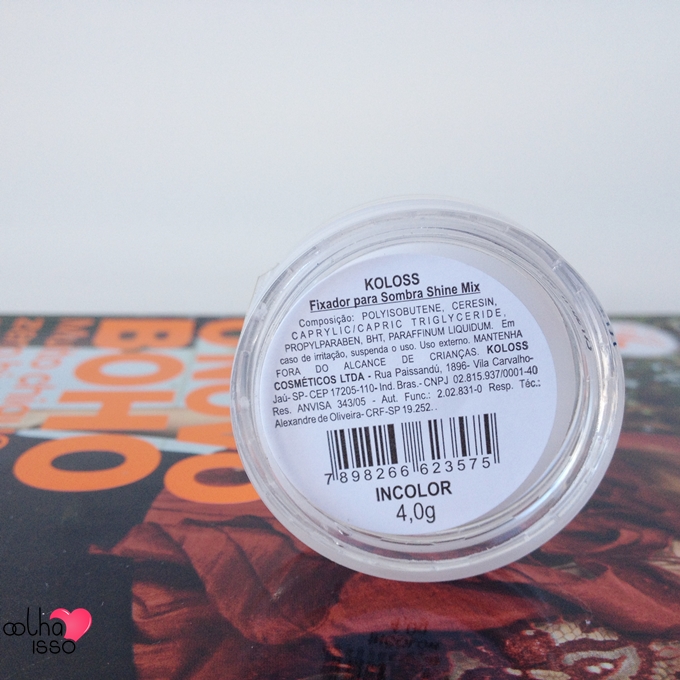 KOLOSS
Fixador para Sombra Shine Mix
Composição: POLYISOBUTENE, CERESIN,
CAPRYLIC/CAPRIC TRIGLYCERIDE,
PROPYLPARABEN, BHT, PARAFFINUM LIQUIDUM. Em
caso de irritação, suspenda o uso. Uso externo. MANTENHA
FORA DO ALCANCE DE CRIANÇAS. KOLOSS
COSMÉTICOS LTDA - Rua Paissandú, 1896- Vila Carvalho-
Jaú-SP- CEP 17205-110- Ind. Bras.- CNPJ 02.815.937/0001-40
Res. ANVISA 343/05 - Aut. Func.: 2.02.831-0 Resp. Téc.:
Alexandre de Oliveira- CRF-SP 19.252..
7 898266 623575
INCOLOR
4,0g
BOHO
oolha
isso